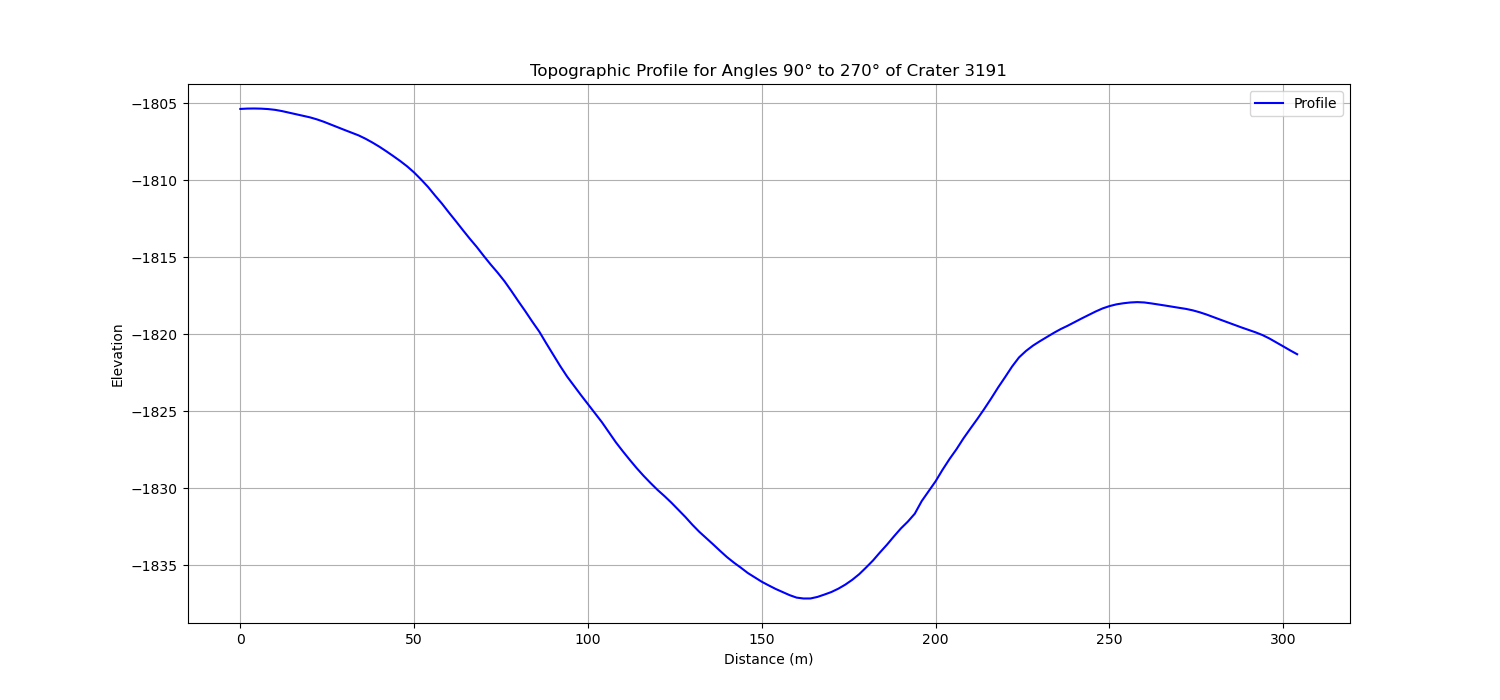 Topographic Profile for Angles 90° to 270° of Crater 3191
Profile
−1805
−1810
−1815
−1820
−1825
−1830
−1835
Elevation
0 50 100 150 200 250 300
Distance (m)